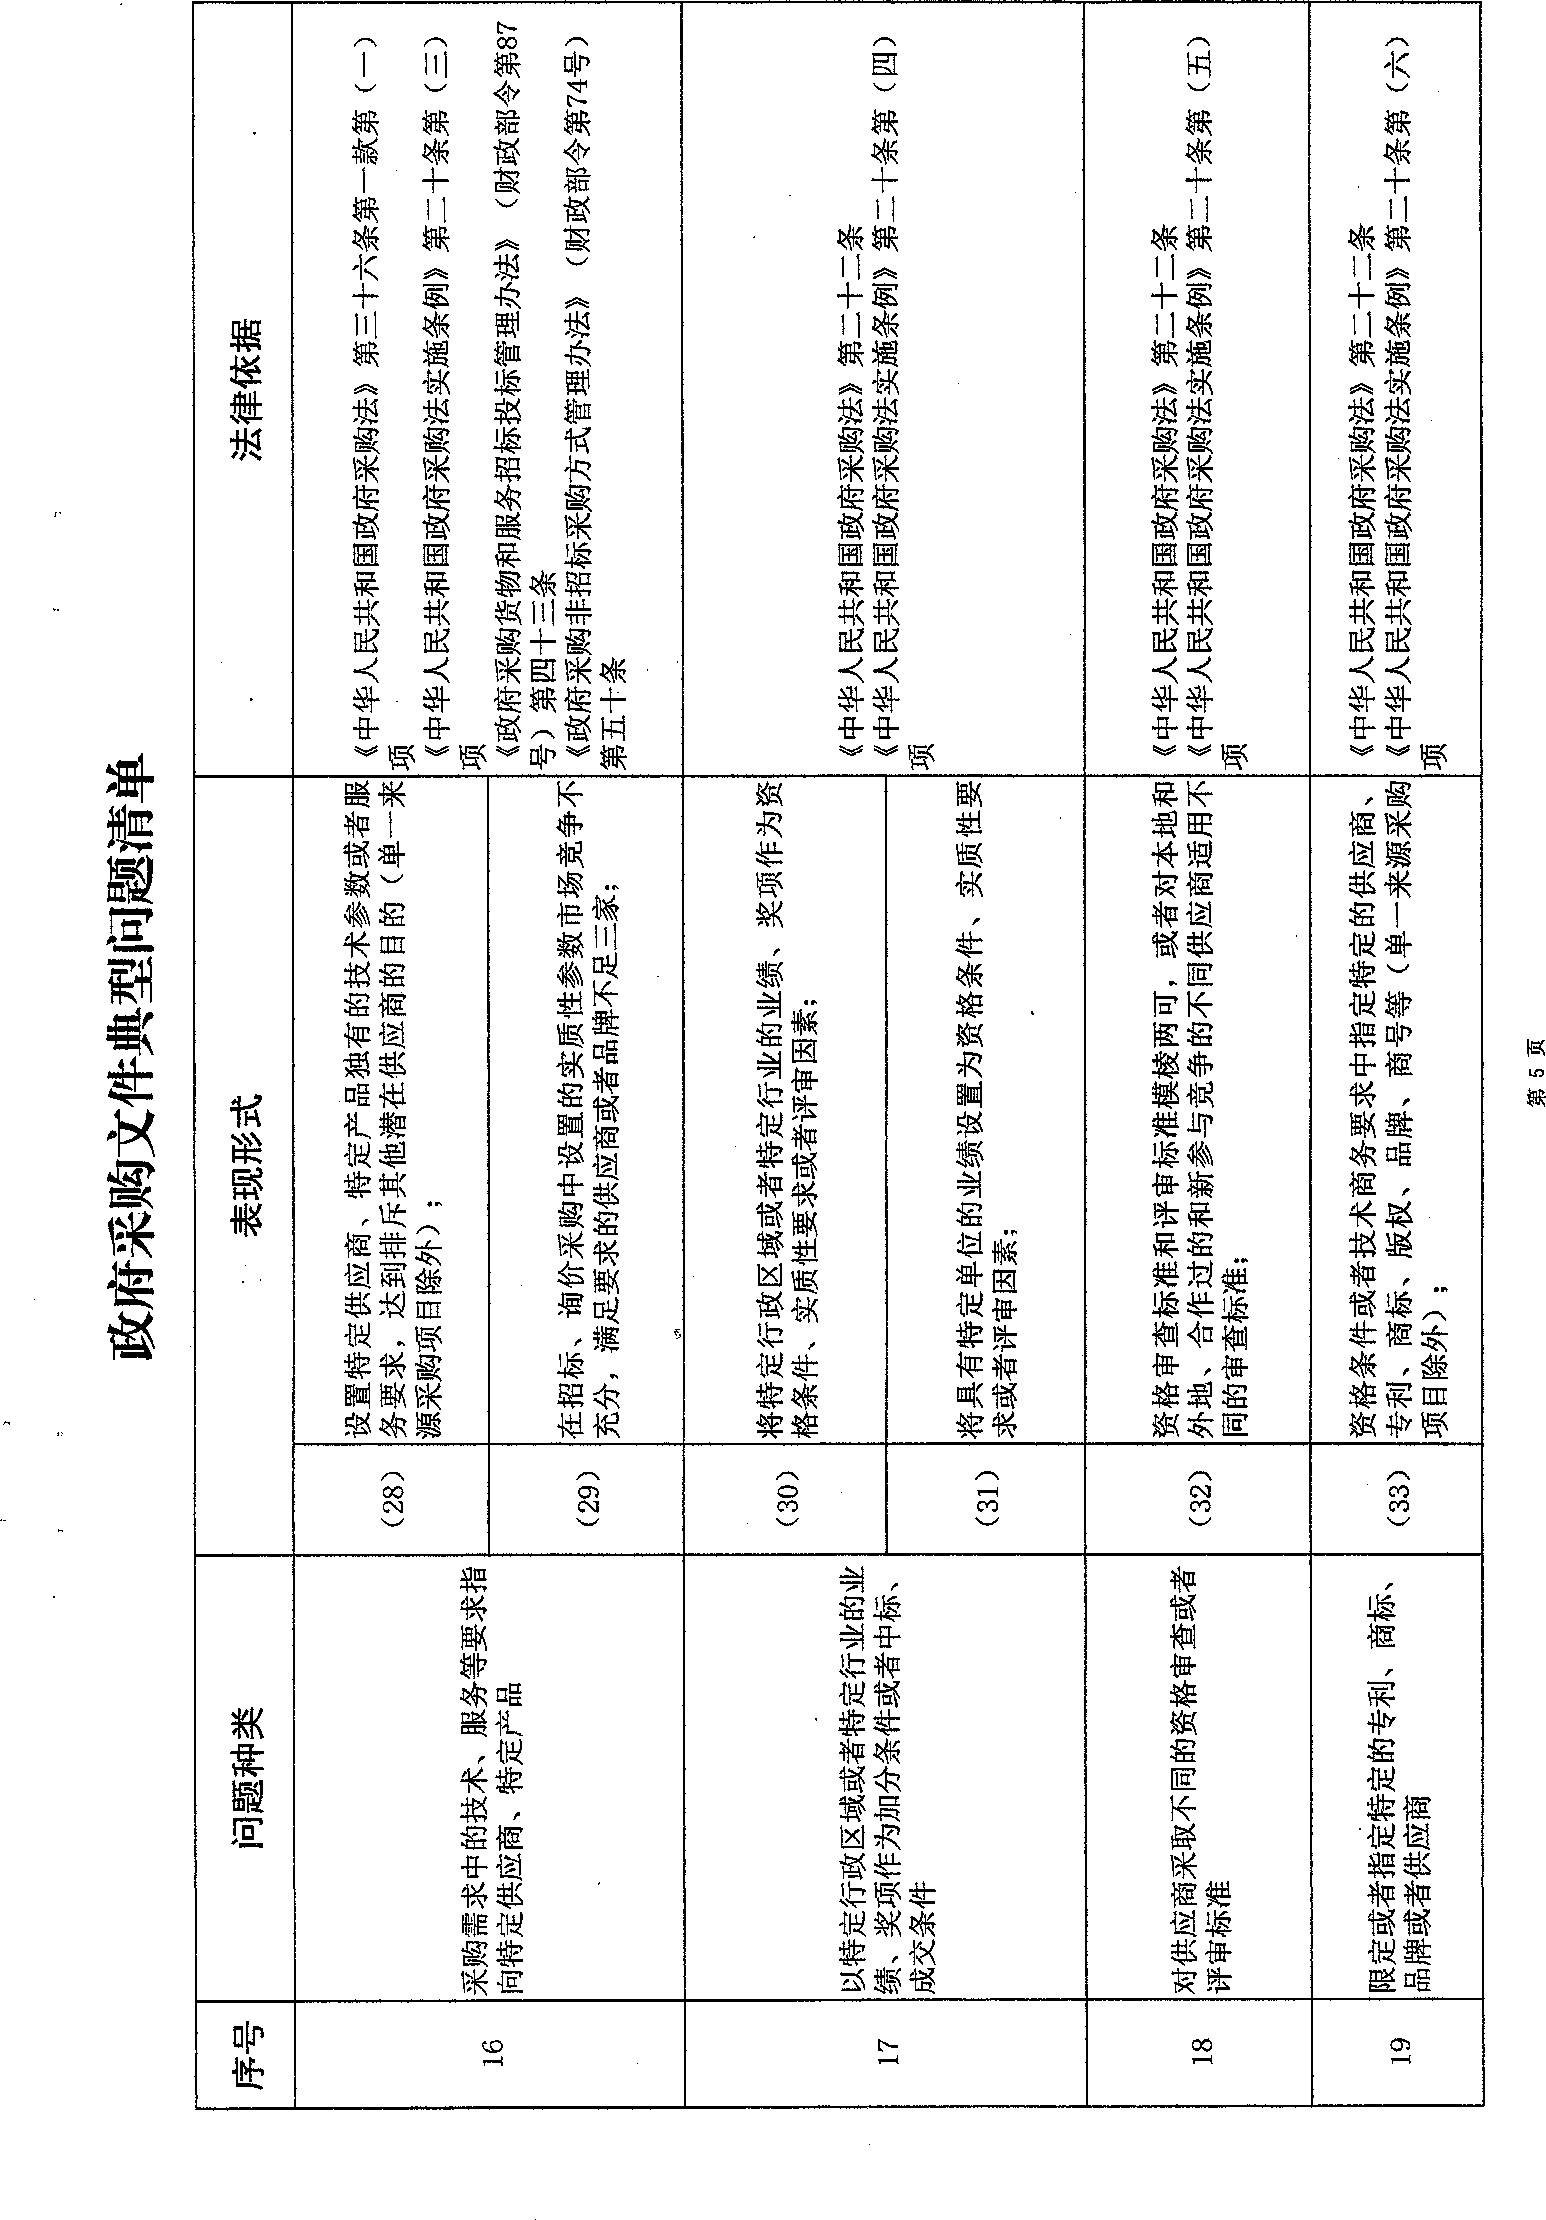 政府采购文件典型问题清单
序号 问题种类 表现形式 法律依据
16
采购需求中的技术、服务等要求指
向特定供应商、特定产品
(28)
设置特定供应商、特定产品独有的技术参数或者服
务要求，达到排斥其他潜在供应商的目的（单一来
源采购项目除外）；
(29)
在招标、询价采购中设置的实质性参数市场竞争不
充分，满足要求的供应商或者品牌不足三家；
《中华人民共和国政府采购法》第三十六条第一款第（一）
项
《中华人民共和国政府采购法实施条例》第二十条第（三）
项
《政府采购货物和服务招标投标管理办法》（财政部令第87
号）第四十三条
《政府采购非招标采购方式管理办法》（财政部令第74号）
第五十条
17
以特定行政区域或者特定行业的业
绩、奖项作为加分条件或者中标、
成交条件
(30)
将特定行政区域或者特定行业的业绩、奖项作为资
格条件、实质性要求或者评审因素；
(31)
将具有特定单位的业绩设置为资格条件、实质性要
求或者评审因素；
《中华人民共和国政府采购法》第二十二条
《中华人民共和国政府采购法实施条例》第二十条第（四）
项
18
对供应商采取不同的资格审查或者
评审标准
(32)
资格审查标准和评审标准模棱两可，或者对本地和
外地、合作过的和新参与竞争的不同供应商适用不
同的审查标准；
《中华人民共和国政府采购法》第二十二条
《中华人民共和国政府采购法实施条例》第二十条第（五）
项
19
限定或者指定特定的专利、商标、
品牌或者供应商
(33)
资格条件或者技术商务要求中指定特定的供应商、
专利、商标、版权、品牌、商号等（单一来源采购
项目除外）；
《中华人民共和国政府采购法》第二十二条
《中华人民共和国政府采购法实施条例》第二十条第（六）
项
第 5 页